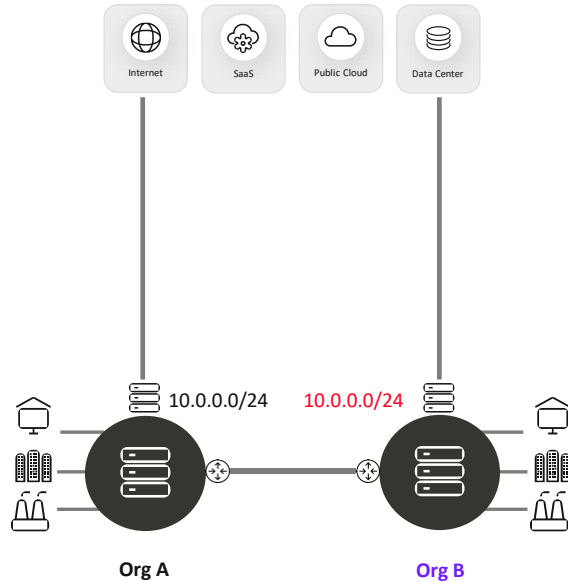 Internet
SaaS
Public Cloud
Data Center
10.0.0.0/24
10.0.0.0/24
Org A
Org B